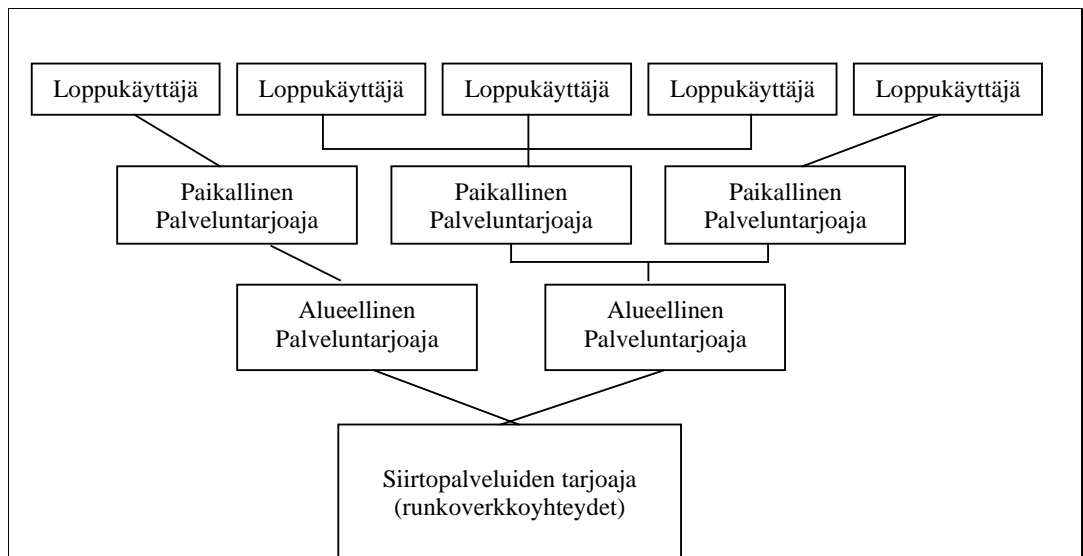 Loppukäyttäjä Loppukäyttäjä Loppukäyttäjä Loppukäyttäjä Loppukäyttäjä
Paikallinen
Palveluntarjoaja
Paikallinen
Palveluntarjoaja
Paikallinen
Palveluntarjoaja
Alueellinen
Palveluntarjoaja
Alueellinen
Palveluntarjoaja
Siirtopalveluiden tarjoaja
(runkoverkkoyhteydet)